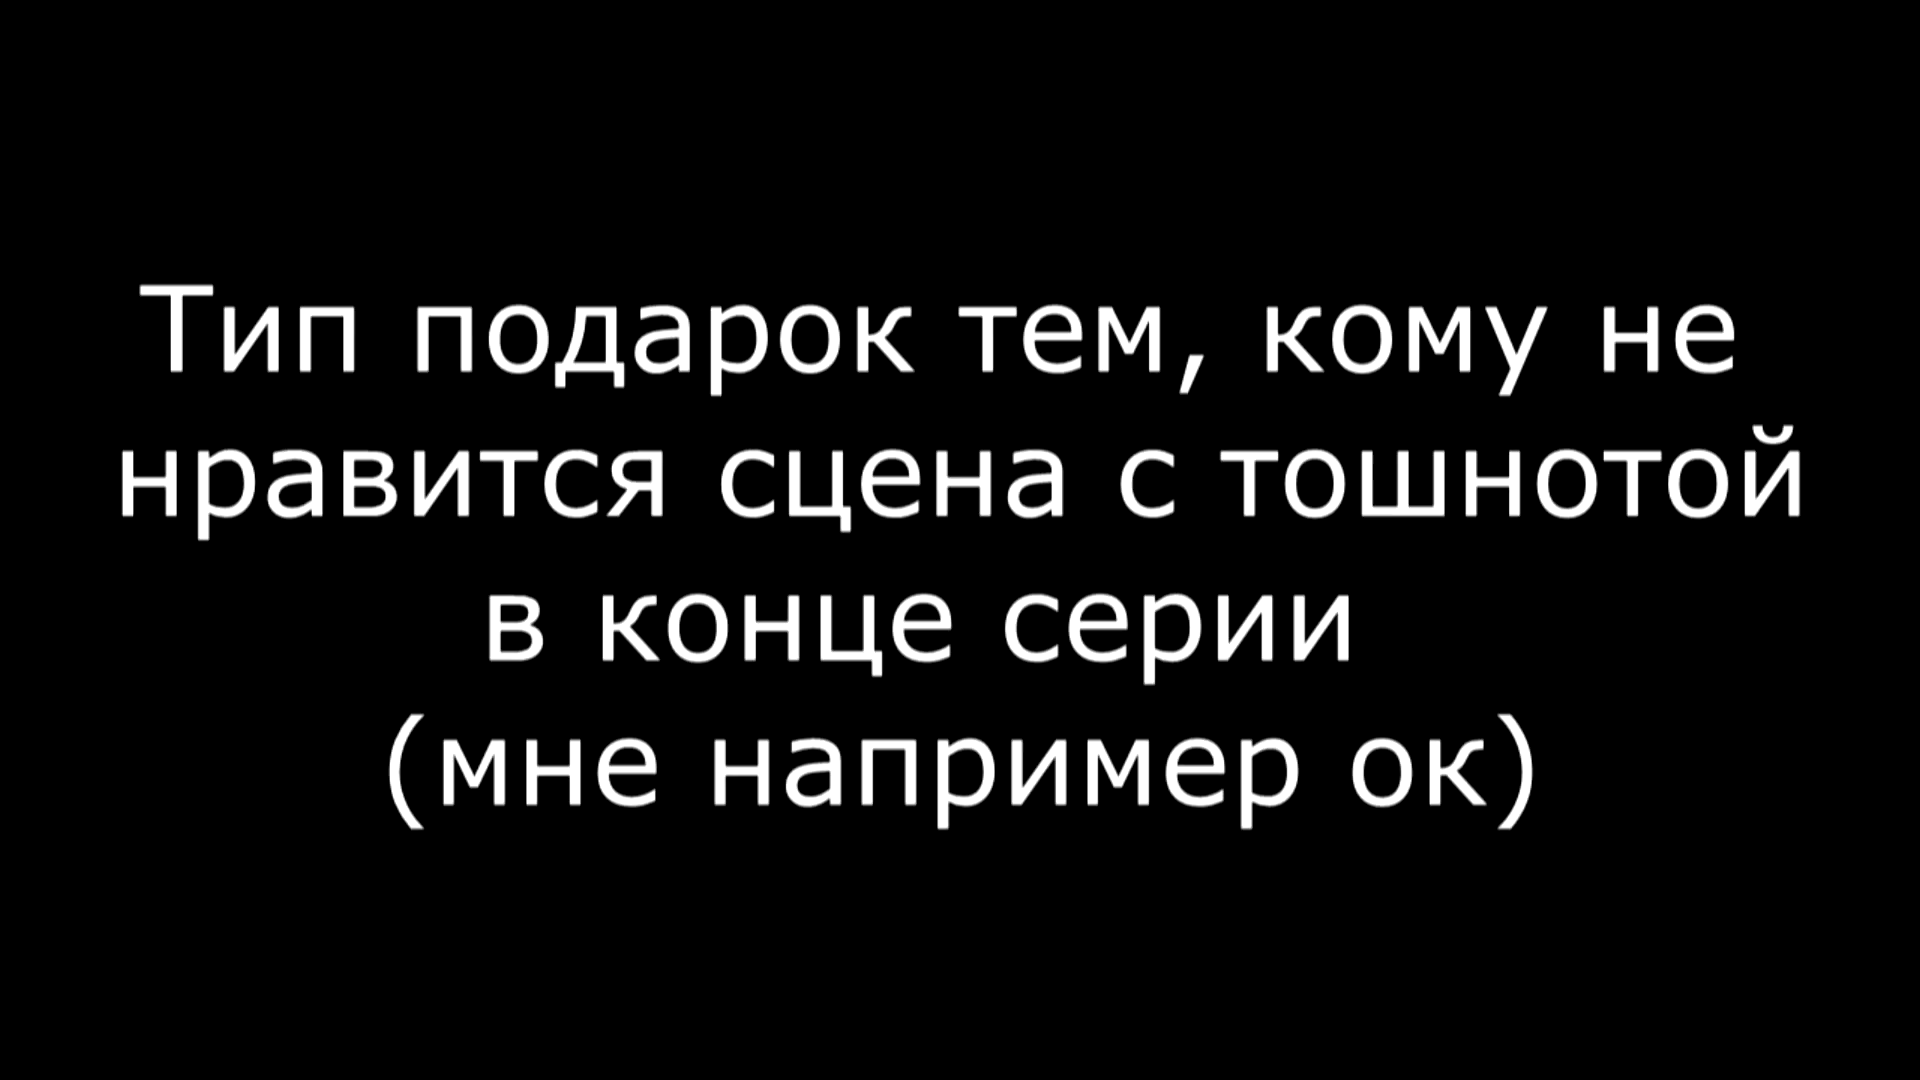 Тип подарок тем, кому не
нравится сцена с тошнотой
в конце серии
(мне например ок)